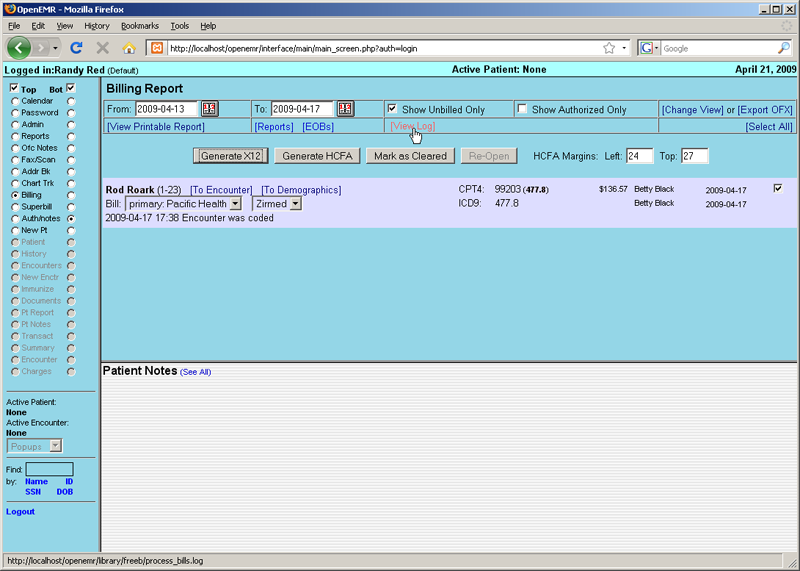 OpenEMR - Mozilla Firefox
File Edit View History Bookmarks Tools Help
http://localhost/openemr/interface/main/main_screen.php?auth=login
Google
Logged in:Randy Red (Default) Active Patient: None April 21, 2009
Top Bot
Calendar
Password
Admin
Reports
Ofc Notes
Fax/Scan
Addr Bk
Chart Trk
Billing
Superbill
Auth/notes
New Pt
Patient
History
Encounters
New Enctr
Immunize
Documents
Pt Report
Pt Notes
Transact
Summary
Encounter
Charges
Active Patient:
None
Active Encounter:
None
Popups
Find:
by: Name ID
SSN DOB
Logout
Billing Report
From: 2009-04-13 To: 2009-04-17 Show Unbilled Only Show Authorized Only [Change View] or [Export OFX]
[View Printable Report] [Reports] [EOBs] [View Log] [Select All]
Generate X12 Generate HCFA Mark as Cleared Re-Open HCFA Margins: Left: 24 Top: 27
Rod Roark (1-23) [To Encounter] [To Demographics] CPT4: 99203 (477.8) $136.57 Betty Black 2009-04-17
Bill: primary: Pacific Health Zirmed ICD9: 477.8 Betty Black 2009-04-17
2009-04-17 17:38 Encounter was coded
Patient Notes (See All)
http://localhost/openemr/library/freeb/process_bills.log